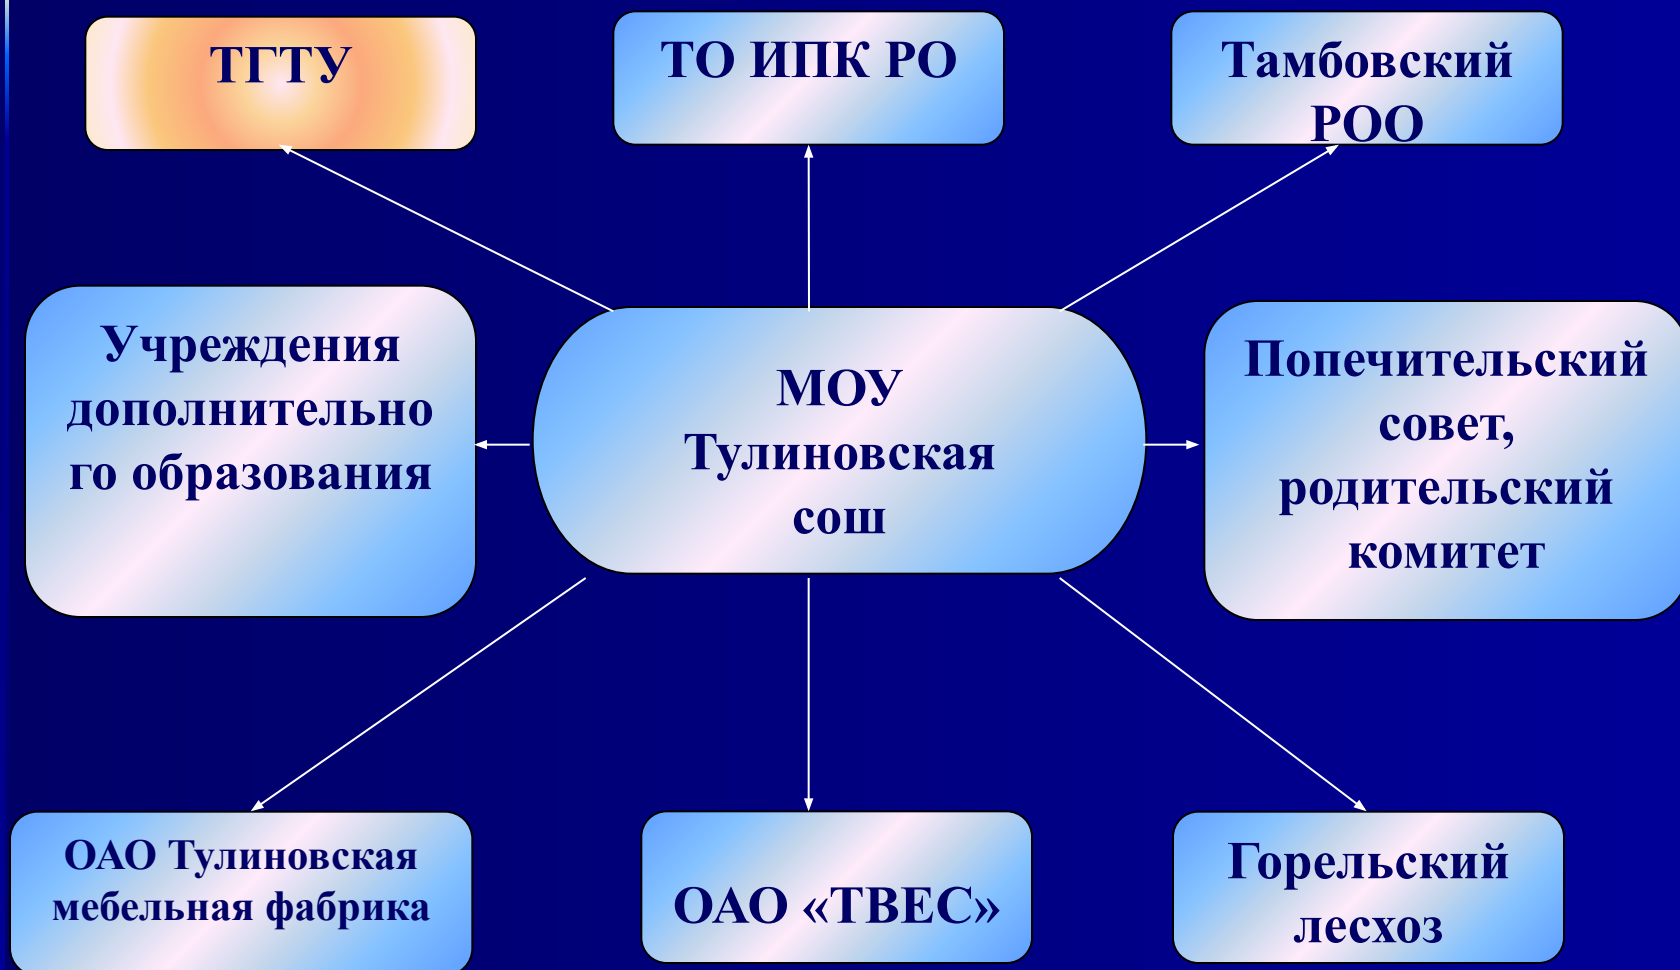 ТГТУ
ТО ИПК РО
Тамбовский
РОО
Учреждения
дополнительно
го образования
МОУ
Тулиновская
сош
Попечительский
совет,
родительский
комитет
ОАО Тулиновская
мебельная фабрика
ОАО «ТВЕС»
Горельский
лесхоз